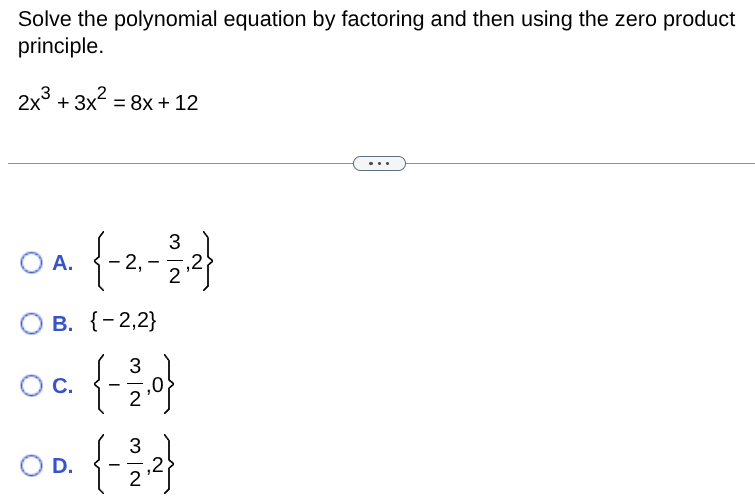 Solve the polynomial equation by factoring and then using the zero product
principle.
2x³ + 3x² = 8x + 12
A. {−2, −3/2, 2}
B. {−2,2}
C. {−3/2, 0}
D. {−3/2, 2}